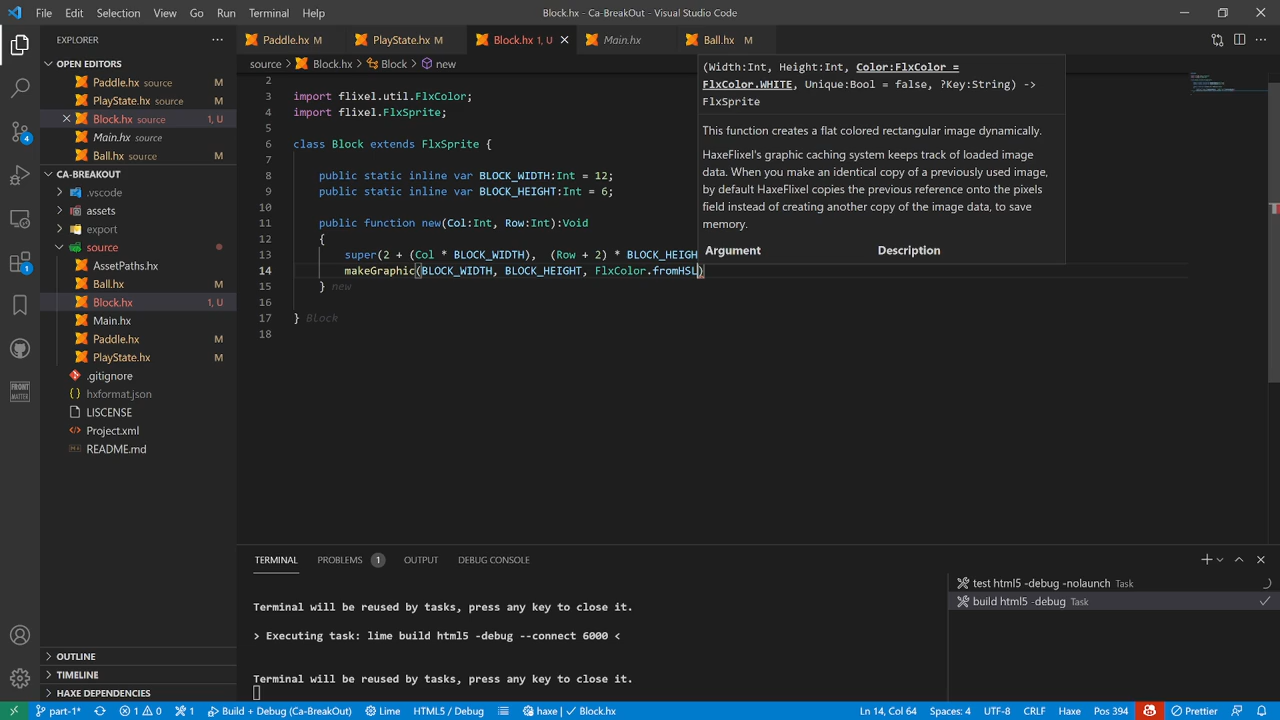 File Edit Selection View Go Run Terminal Help
Block.hx - Ca-BreakOut - Visual Studio Code
EXPLORER
OPEN EDITORS
Paddle.hx source M
PlayState.hx source M
Block.hx source 1, U
Main.hx source
Ball.hx source M
CA-BREAKOUT
.vscode
assets
export
source
AssetPaths.hx
Ball.hx M
Block.hx 1, U
Main.hx
Paddle.hx M
PlayState.hx M
.gitignore
hxformat.json
LISCENSE
Project.xml
README.md
OUTLINE
TIMELINE
HAXE DEPENDENCIES
4
1
FRONT
MATTER
Paddle.hx M PlayState.hx M Block.hx 1, U Main.hx Ball.hx M
source > Block.hx > Block > new
2
3 import flixel.util.FlxColor;
4 import flixel.FlxSprite;
5
6 class Block extends FlxSprite {
7
8 public static inline var BLOCK_WIDTH:Int = 12;
9 public static inline var BLOCK_HEIGHT:Int = 6;
10
11 public function new(Col:Int, Row:Int):Void
12 {
13 super(2 + (Col * BLOCK_WIDTH), (Row + 2) * BLOCK_HEIGH
14 makeGraphic(BLOCK_WIDTH, BLOCK_HEIGHT, FlxColor.fromHSL)
15 } new
16
17 } Block
18
(Width:Int, Height:Int, Color:FlxColor =
FlxColor.WHITE, Unique:Bool = false, ?Key:String) ->
FlxSprite
This function creates a flat colored rectangular image dynamically.
HaxeFlixel's graphic caching system keeps track of loaded image
data. When you make an identical copy of a previously used image,
by default HaxeFlixel copies the previous reference onto the pixels
field instead of creating another copy of the image data, to save
memory.
Argument Description
TERMINAL PROBLEMS 1 OUTPUT DEBUG CONSOLE
Terminal will be reused by tasks, press any key to close it.
> Executing task: lime build html5 -debug --connect 6000 <
Terminal will be reused by tasks, press any key to close it.
test html5 -debug -nolaunch Task
build html5 -debug Task
part-1* 1 0 1 Build + Debug (Ca-BreakOut) Lime HTML5 / Debug haxe | Block.hx Ln 14, Col 64 Spaces: 4 UTF-8 CRLF Haxe Pos 394 Prettier